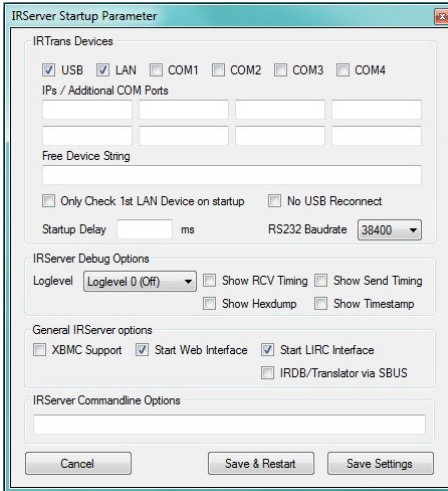 IRServer Startup Parameter
IRTrans Devices
USB LAN COM1 COM2 COM3 COM4
IPs / Additional COM Ports
Free Device String
Only Check 1st LAN Device on startup No USB Reconnect
Startup Delay ms RS232 Baudrate 38400
IRServer Debug Options
Loglevel Loglevel 0 (Off) Show RCV Timing Show Send Timing
Show Hexdump Show Timestamp
General IRServer options
XBMC Support Start Web Interface Start LIRC Interface
IRDB/Translator via SBUS
IRServer Commandline Options
Cancel Save & Restart Save Settings